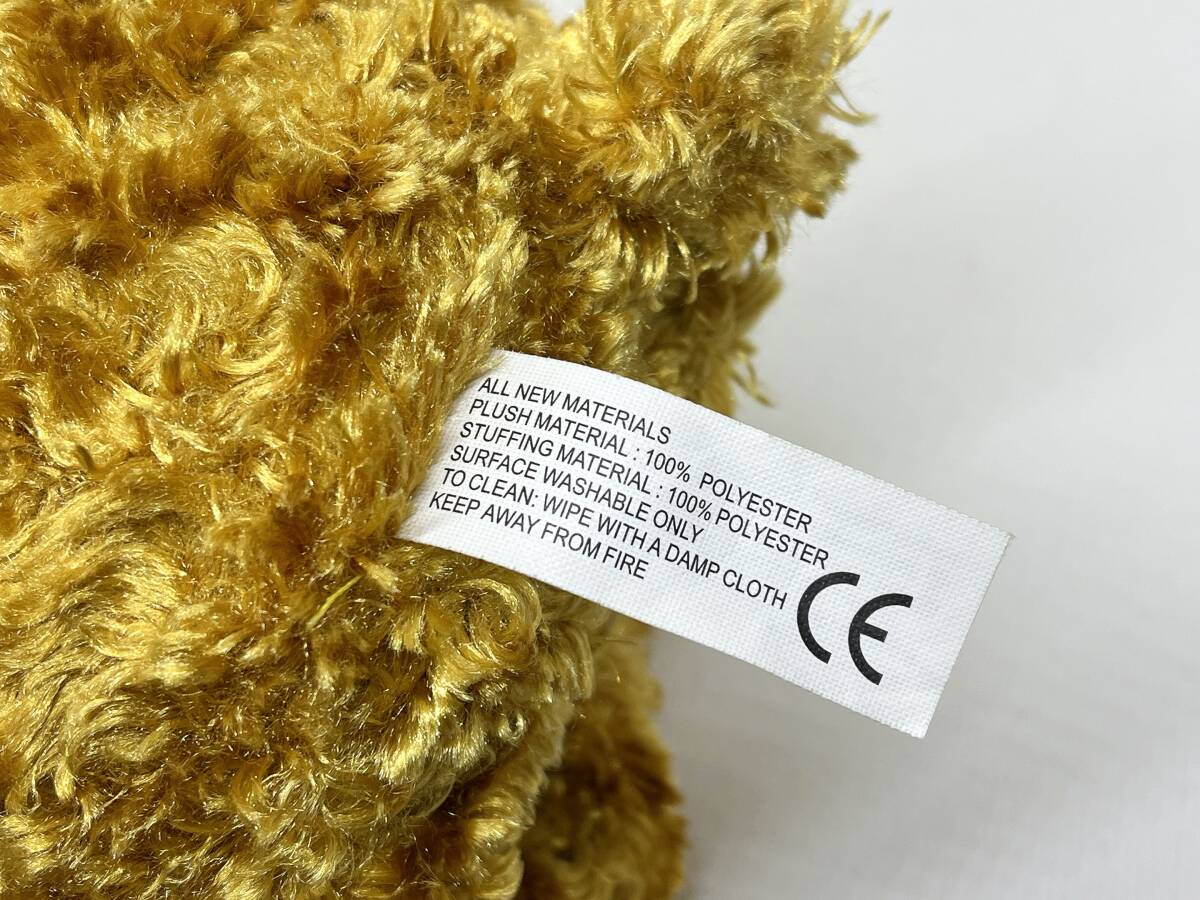 ALL NEW MATERIALS
PLUSH MATERIAL : 100% POLYESTER
STUFFING MATERIAL : 100% POLYESTER
SURFACE WASHABLE ONLY
TO CLEAN: WIPE WITH A DAMP CLOTH
KEEP AWAY FROM FIRE
CE